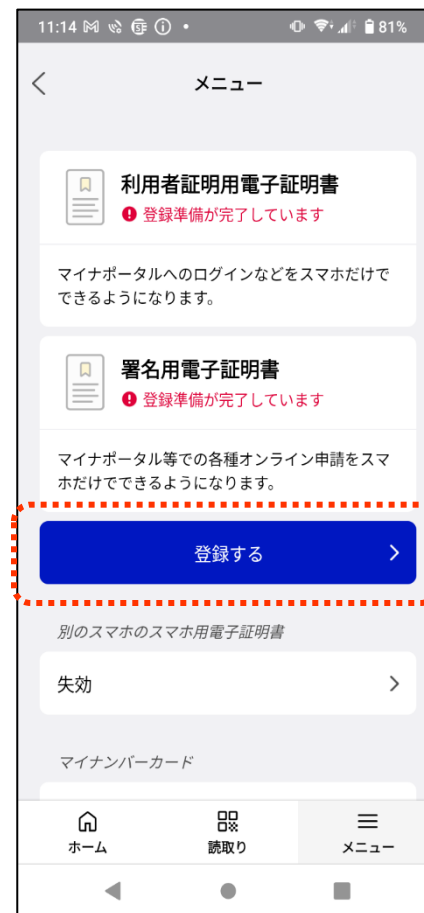 11:14
81%
メニュー
利用者証明用電子証明書
登録準備が完了しています
マイナポータルへのログインなどをスマホだけで
できるようになります。
署名用電子証明書
登録準備が完了しています
マイナポータル等での各種オンライン申請をスマ
ホだけでできるようになります。
登録する
別のスマホのスマホ用電子証明書
失効
マイナンバーカード
ホーム
読取り
メニュー